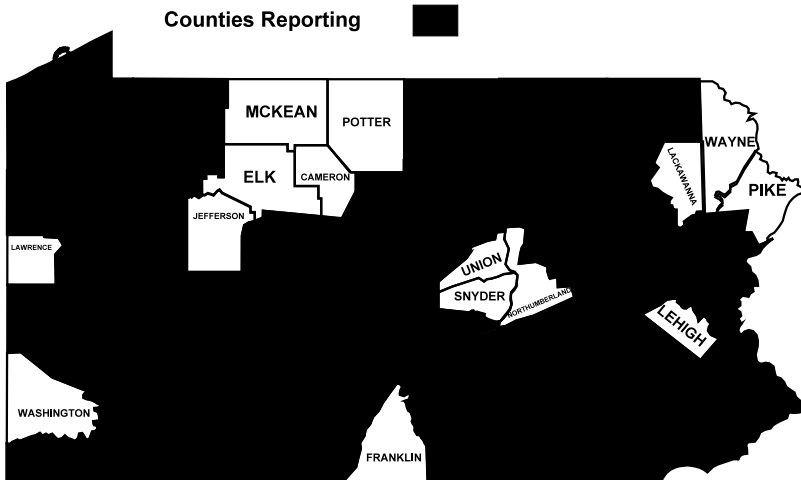 Counties Reporting
MCKEAN
POTTER
WAYNE
LACKAWANNA
ELK
CAMERON
PIKE
JEFFERSON
LAWRENCE
UNION
SNYDER
NORTHUMBERLAND
LEHIGH
WASHINGTON
FRANKLIN